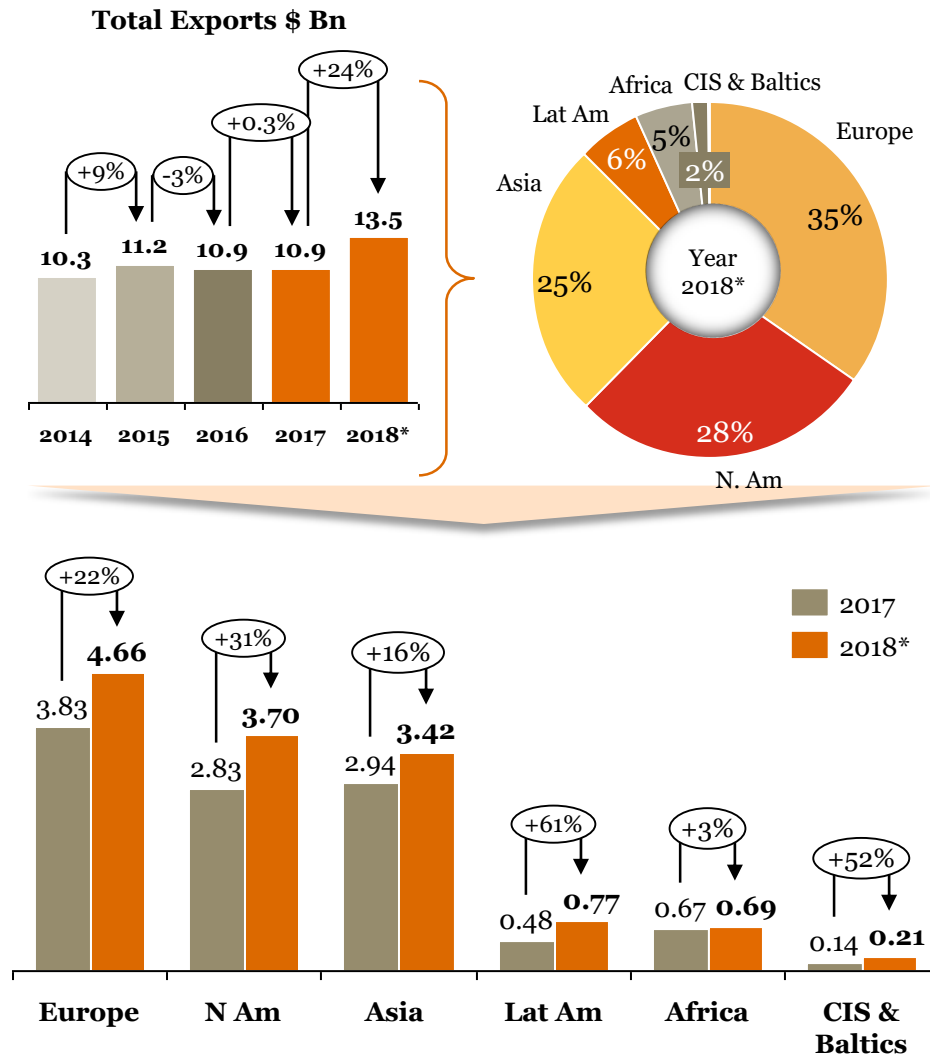 Total Exports $ Bn
+24%
+0.3%
+9%
-3%
10.3
11.2
10.9
10.9
13.5
2014
2015
2016
2017
2018*
CIS & Baltics
Africa
Lat Am
Asia
Europe
5%
6%
2%
35%
25%
28%
Year
2018*
N. Am
2017
2018*
+22%
+31%
+16%
+61%
+3%
+52%
3.83
4.66
2.83
3.70
2.94
3.42
0.48
0.77
0.67
0.69
0.14
0.21
Europe
N Am
Asia
Lat Am
Africa
CIS &
Baltics